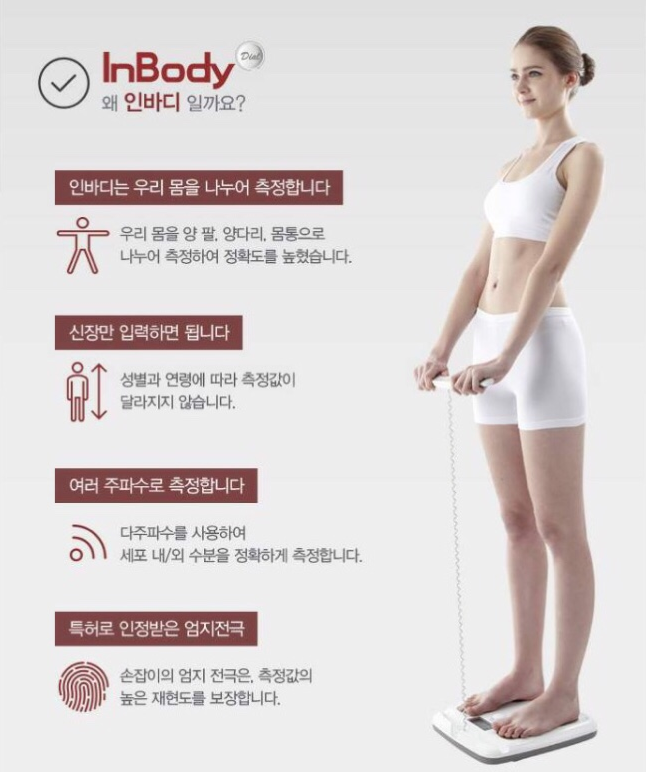 InBody Dial
왜 인바디 일까요?
인바디는 우리 몸을 나누어 측정합니다
우리 몸을 양 팔, 양다리, 몸통으로
나누어 측정하여 정확도를 높혔습니다.
신장만 입력하면 됩니다
성별과 연령에 따라 측정값이
달라지지 않습니다.
여러 주파수로 측정합니다
다주파수를 사용하여
세포 내/외 수분을 정확하게 측정합니다.
특허로 인정받은 엄지전극
손잡이의 엄지 전극은, 측정값의
높은 재현도를 보장합니다.